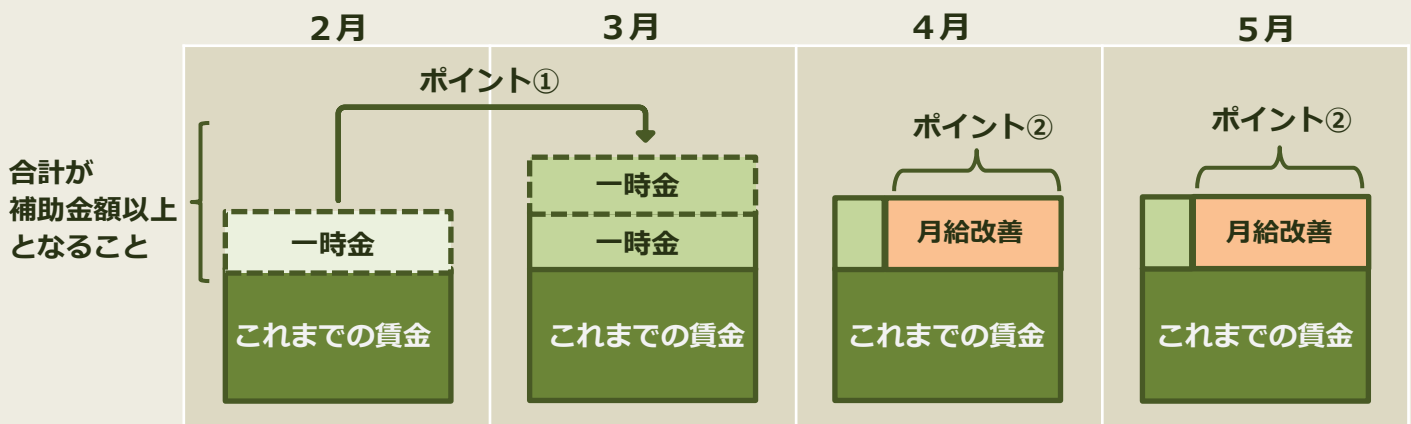 2月
3月
4月
5月
ポイント①
ポイント②
ポイント②
合計が
補助金額以上
となること
一時金
一時金
一時金
月給改善
月給改善
これまでの賃金
これまでの賃金
これまでの賃金
これまでの賃金